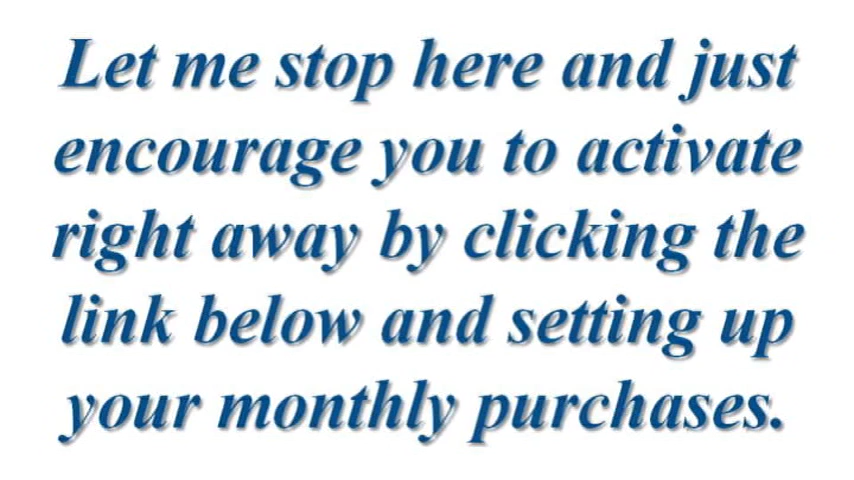 Let me stop here and just
encourage you to activate
right away by clicking the
link below and setting up
your monthly purchases.